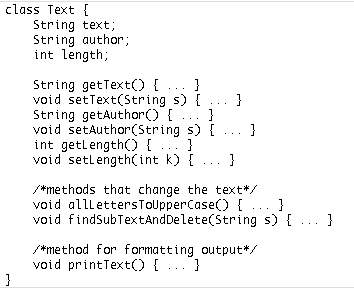 class Text {
    String text;
    String author;
    int length;

    String getText() { ... }
    void setText(String s) { ... }
    String getAuthor() { ... }
    void setAuthor(String s) { ... }
    int getLength() { ... }
    void setLength(int k) { ... }

    /*methods that change the text*/
    void allLettersToUpperCase() { ... }
    void findSubTextAndDelete(String s) { ... }

    /*method for formatting output*/
    void printText() { ... }
}